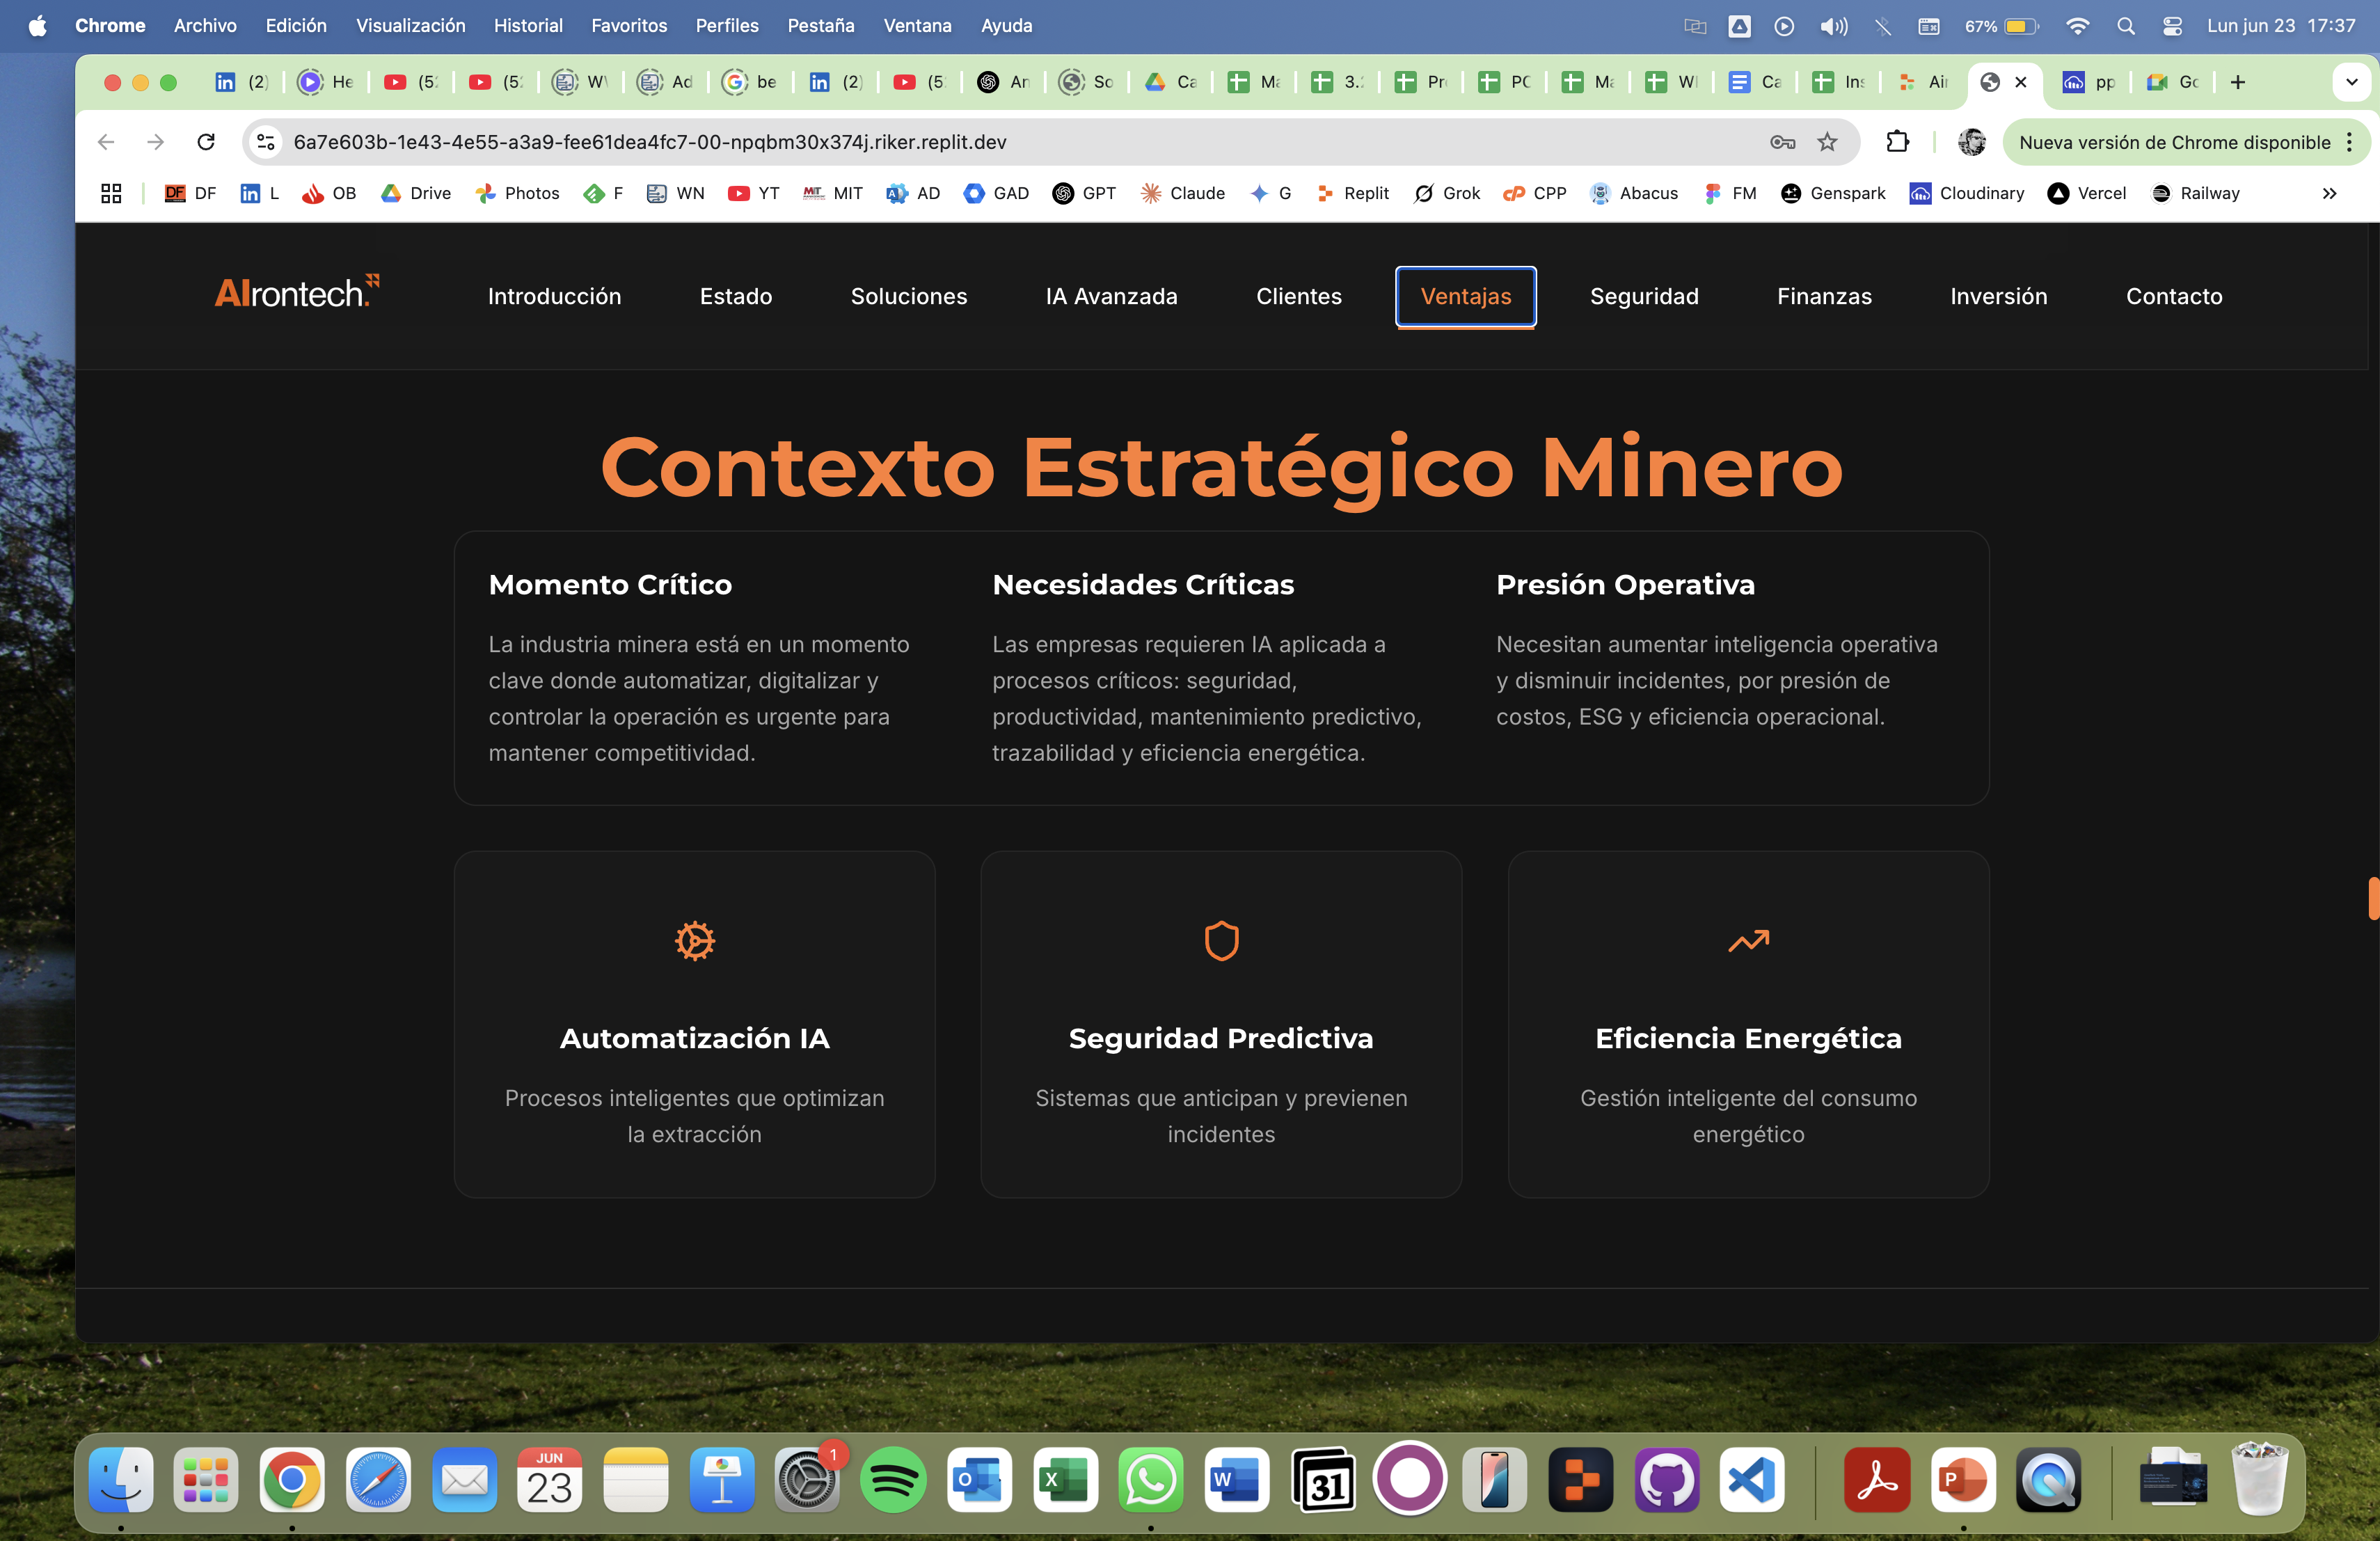 Chrome Archivo Edición Visualización Historial Favoritos Perfiles Pestaña Ventana Ayuda 67% Lun jun 23 17:37
(2) He (5 (5 W Ad be (2) (5 An So Ca Ma 3. Pr PC Ma WI Ca Ins Air pp Go
6a7e603b-1e43-4e55-a3a9-fee61dea4fc7-00-npqbm30x374j.riker.replit.dev Nueva versión de Chrome disponible
DF L OB Drive Photos F WN YT MIT AD GAD GPT Claude G Replit Grok CPP Abacus FM Genspark Cloudinary Vercel Railway
AIrontech. Introducción Estado Soluciones IA Avanzada Clientes Ventajas Seguridad Finanzas Inversión Contacto
Contexto Estratégico Minero
Momento Crítico
La industria minera está en un momento
clave donde automatizar, digitalizar y
controlar la operación es urgente para
mantener competitividad.
Necesidades Críticas
Las empresas requieren IA aplicada a
procesos críticos: seguridad,
productividad, mantenimiento predictivo,
trazabilidad y eficiencia energética.
Presión Operativa
Necesitan aumentar inteligencia operativa
y disminuir incidentes, por presión de
costos, ESG y eficiencia operacional.
Automatización IA
Procesos inteligentes que optimizan
la extracción
Seguridad Predictiva
Sistemas que anticipan y previenen
incidentes
Eficiencia Energética
Gestión inteligente del consumo
energético
JUN
23
1
31